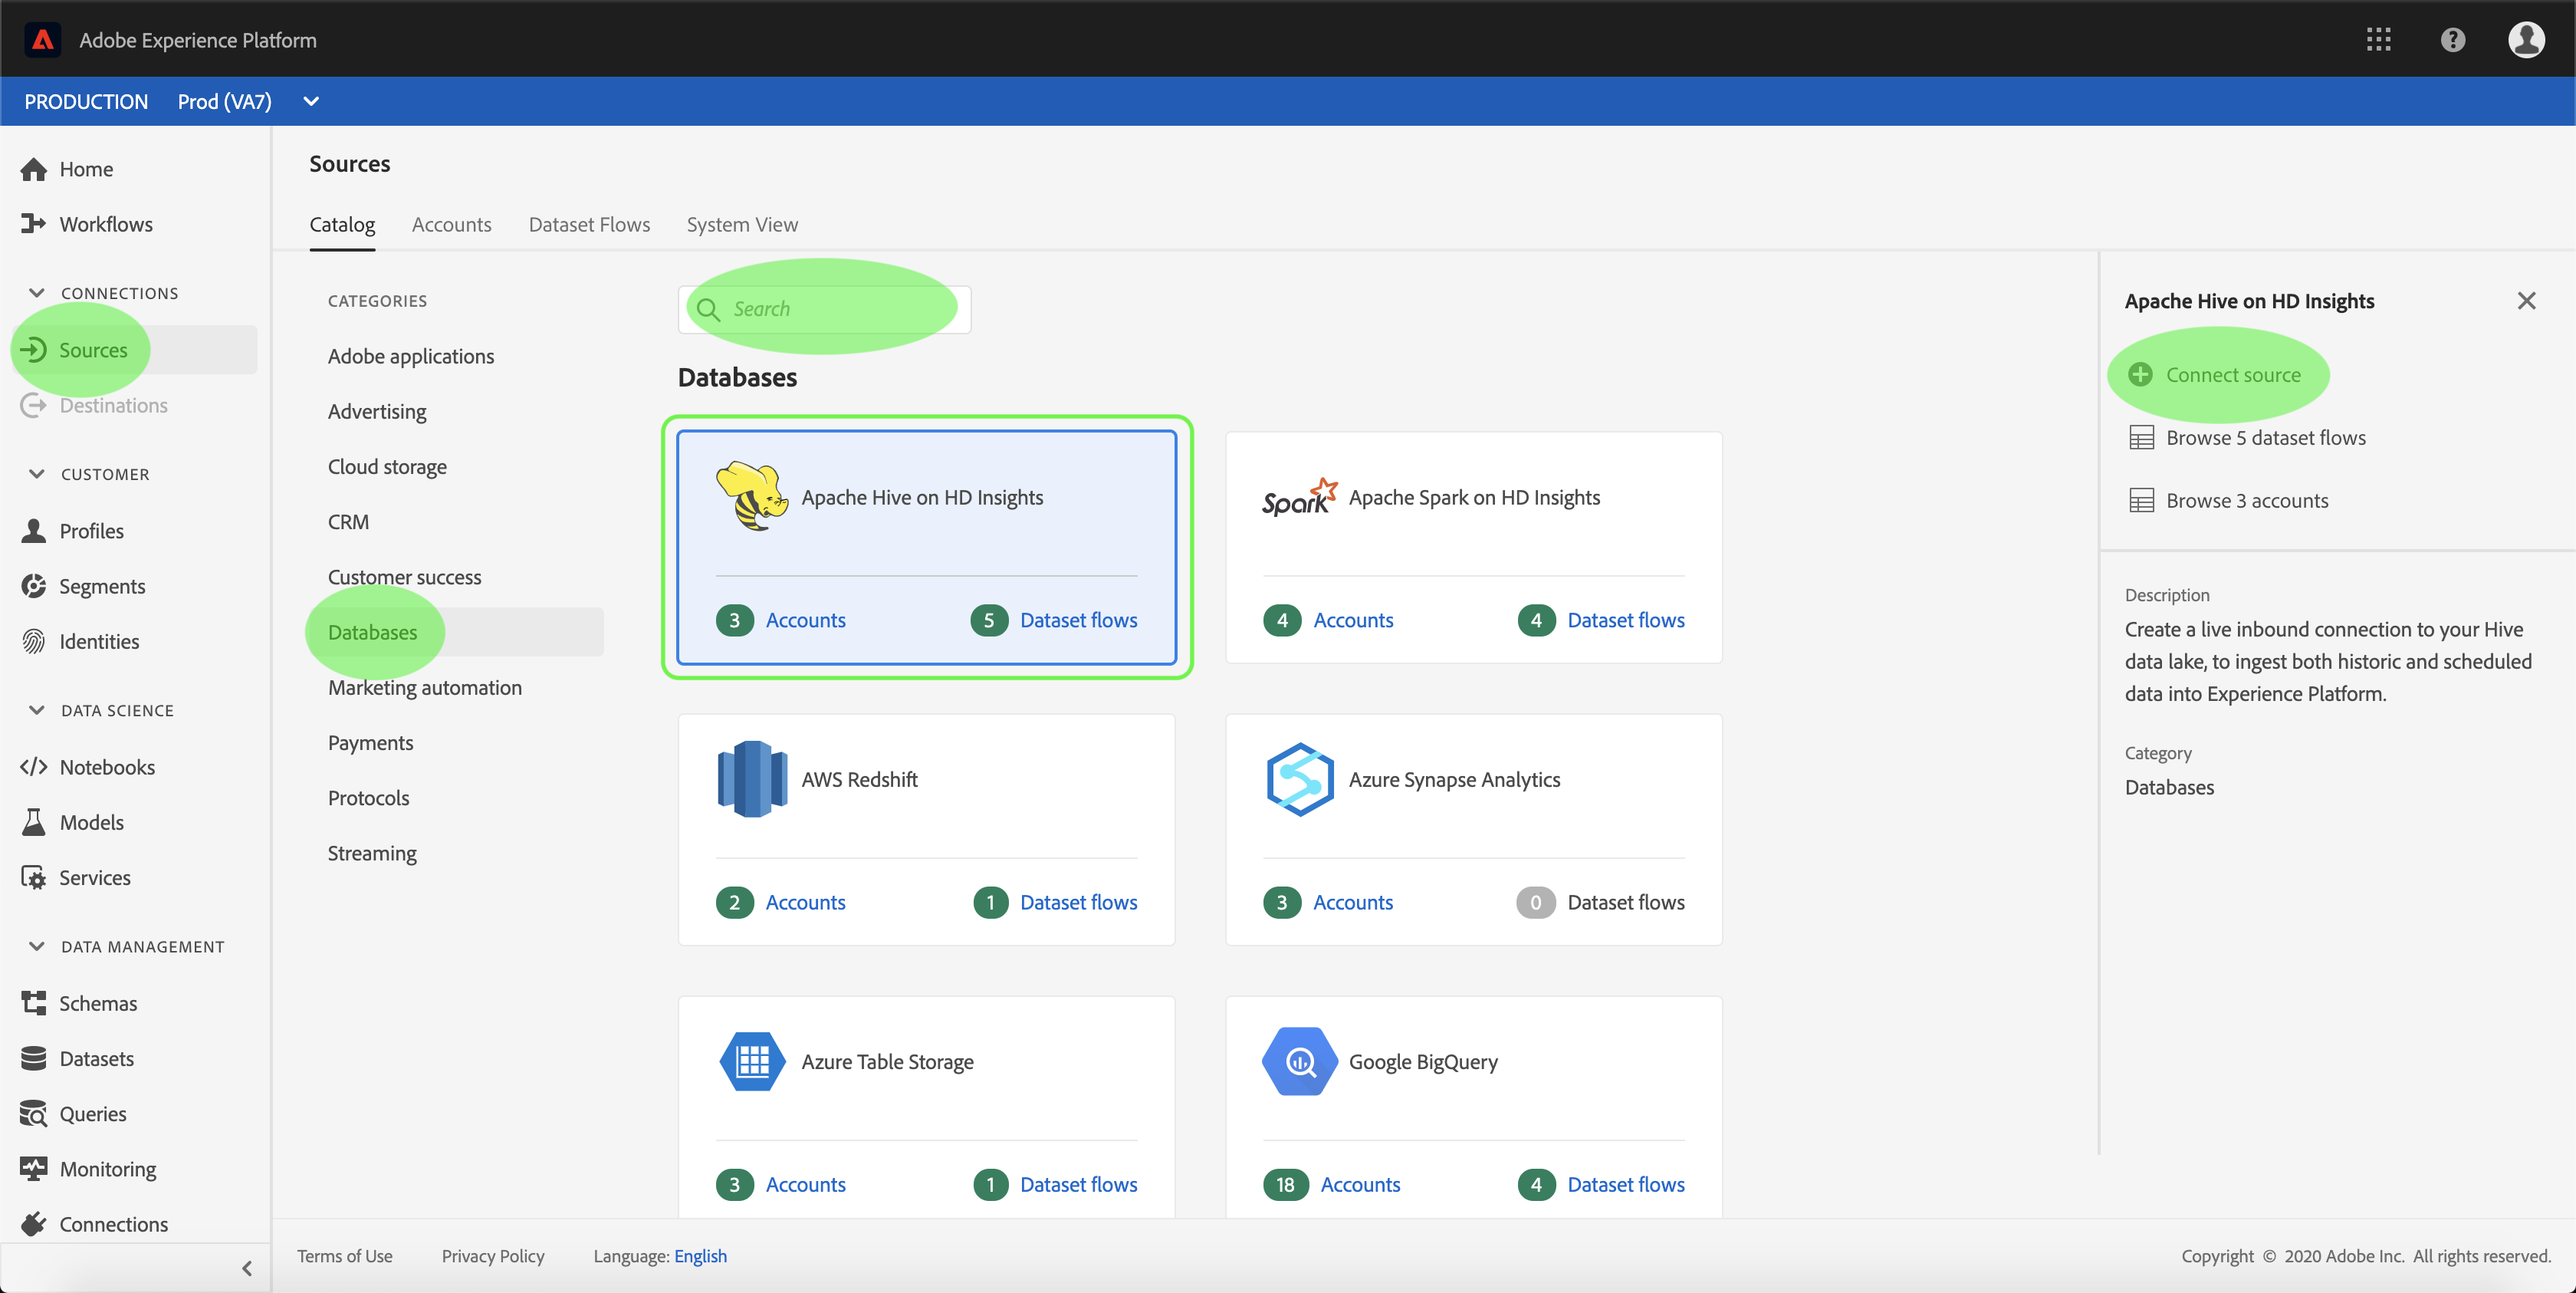 Adobe Experience Platform
PRODUCTION Prod (VA7)
Home
Workflows
CONNECTIONS
Sources
Destinations
CUSTOMER
Profiles
Segments
Identities
DATA SCIENCE
Notebooks
Models
Services
DATA MANAGEMENT
Schemas
Datasets
Queries
Monitoring
Connections
Sources
Catalog Accounts Dataset Flows System View
CATEGORIES
Adobe applications
Advertising
Cloud storage
CRM
Customer success
Databases
Marketing automation
Payments
Protocols
Streaming
Search
Databases
Apache Hive on HD Insights
3 Accounts 5 Dataset flows
Spark Apache Spark on HD Insights
4 Accounts 4 Dataset flows
AWS Redshift
2 Accounts 1 Dataset flows
Azure Synapse Analytics
3 Accounts 0 Dataset flows
Azure Table Storage
3 Accounts 1 Dataset flows
Google BigQuery
18 Accounts 4 Dataset flows
Apache Hive on HD Insights
Connect source
Browse 5 dataset flows
Browse 3 accounts
Description
Create a live inbound connection to your Hive
data lake, to ingest both historic and scheduled
data into Experience Platform.
Category
Databases
Terms of Use Privacy Policy Language: English
Copyright © 2020 Adobe Inc. All rights reserved.